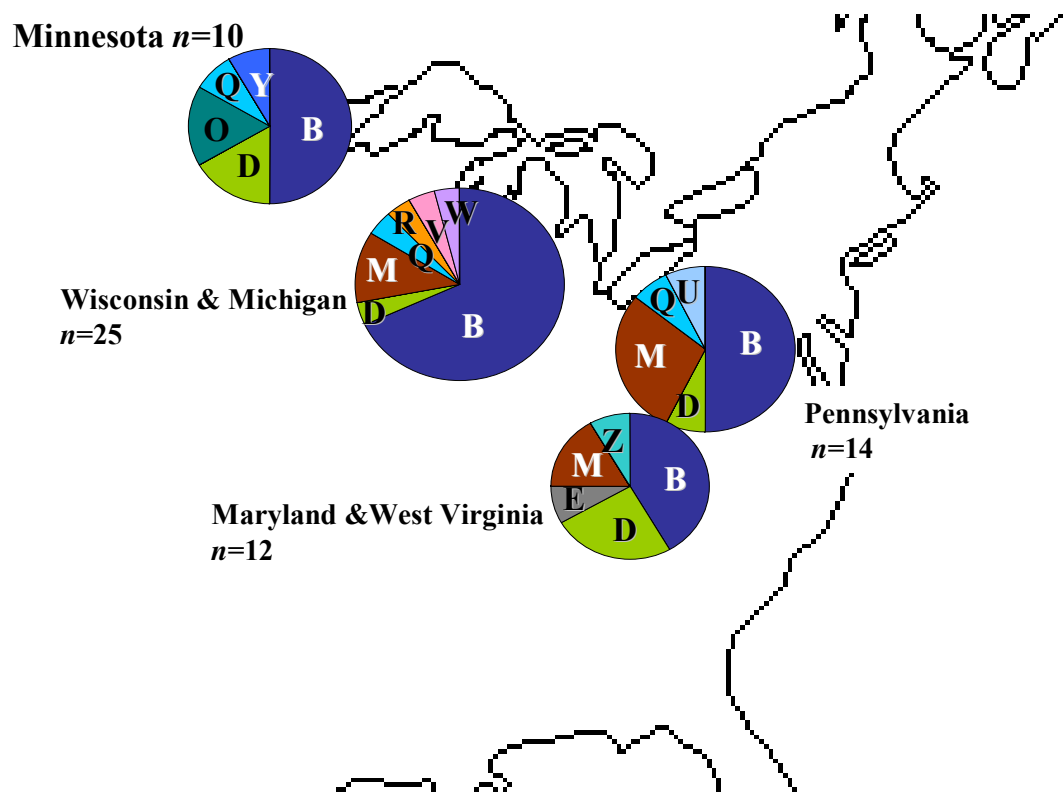 Minnesota n=10
Y
Q
B
O
D
W
R
V
Q
M
D
B
Wisconsin & Michigan
n=25
U
Q
B
M
D
Pennsylvania
n=14
Z
M
B
E
D
Maryland &West Virginia
n=12